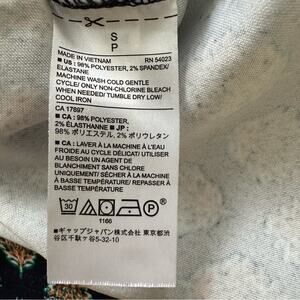 S
P
MADE IN VIETNAM RN 54023
■ US: 98% POLYESTER, 2% SPANDEX/
ELASTANE
MACHINE WASH COLD GENTLE
CYCLE/ ONLY NON-CHLORINE BLEACH
WHEN NEEDED/ TUMBLE DRY LOW/
COOL IRON
CA 17897
■ CA: 98% POLYESTER,
2% ÉLASTHANNE ■ JP:
98% ポリエステル, 2% ポリウレタン
■ CA: LAVER À LA MACHINE À L'EAU
FROIDE AU CYCLE DÉLICAT/ UTILISER
AU BESOIN UN AGENT DE
BLANCHIMENT SANS CHLORE
UNIQUEMENT/ SÉCHER À LA MACHINE À
BASSE TEMPÉRATURE/ REPASSER À
BASSE TEMPÉRATURE
30 P
1166
■ギャップジャパン株式会社 東京都渋
谷区千駄ヶ谷5-32-10